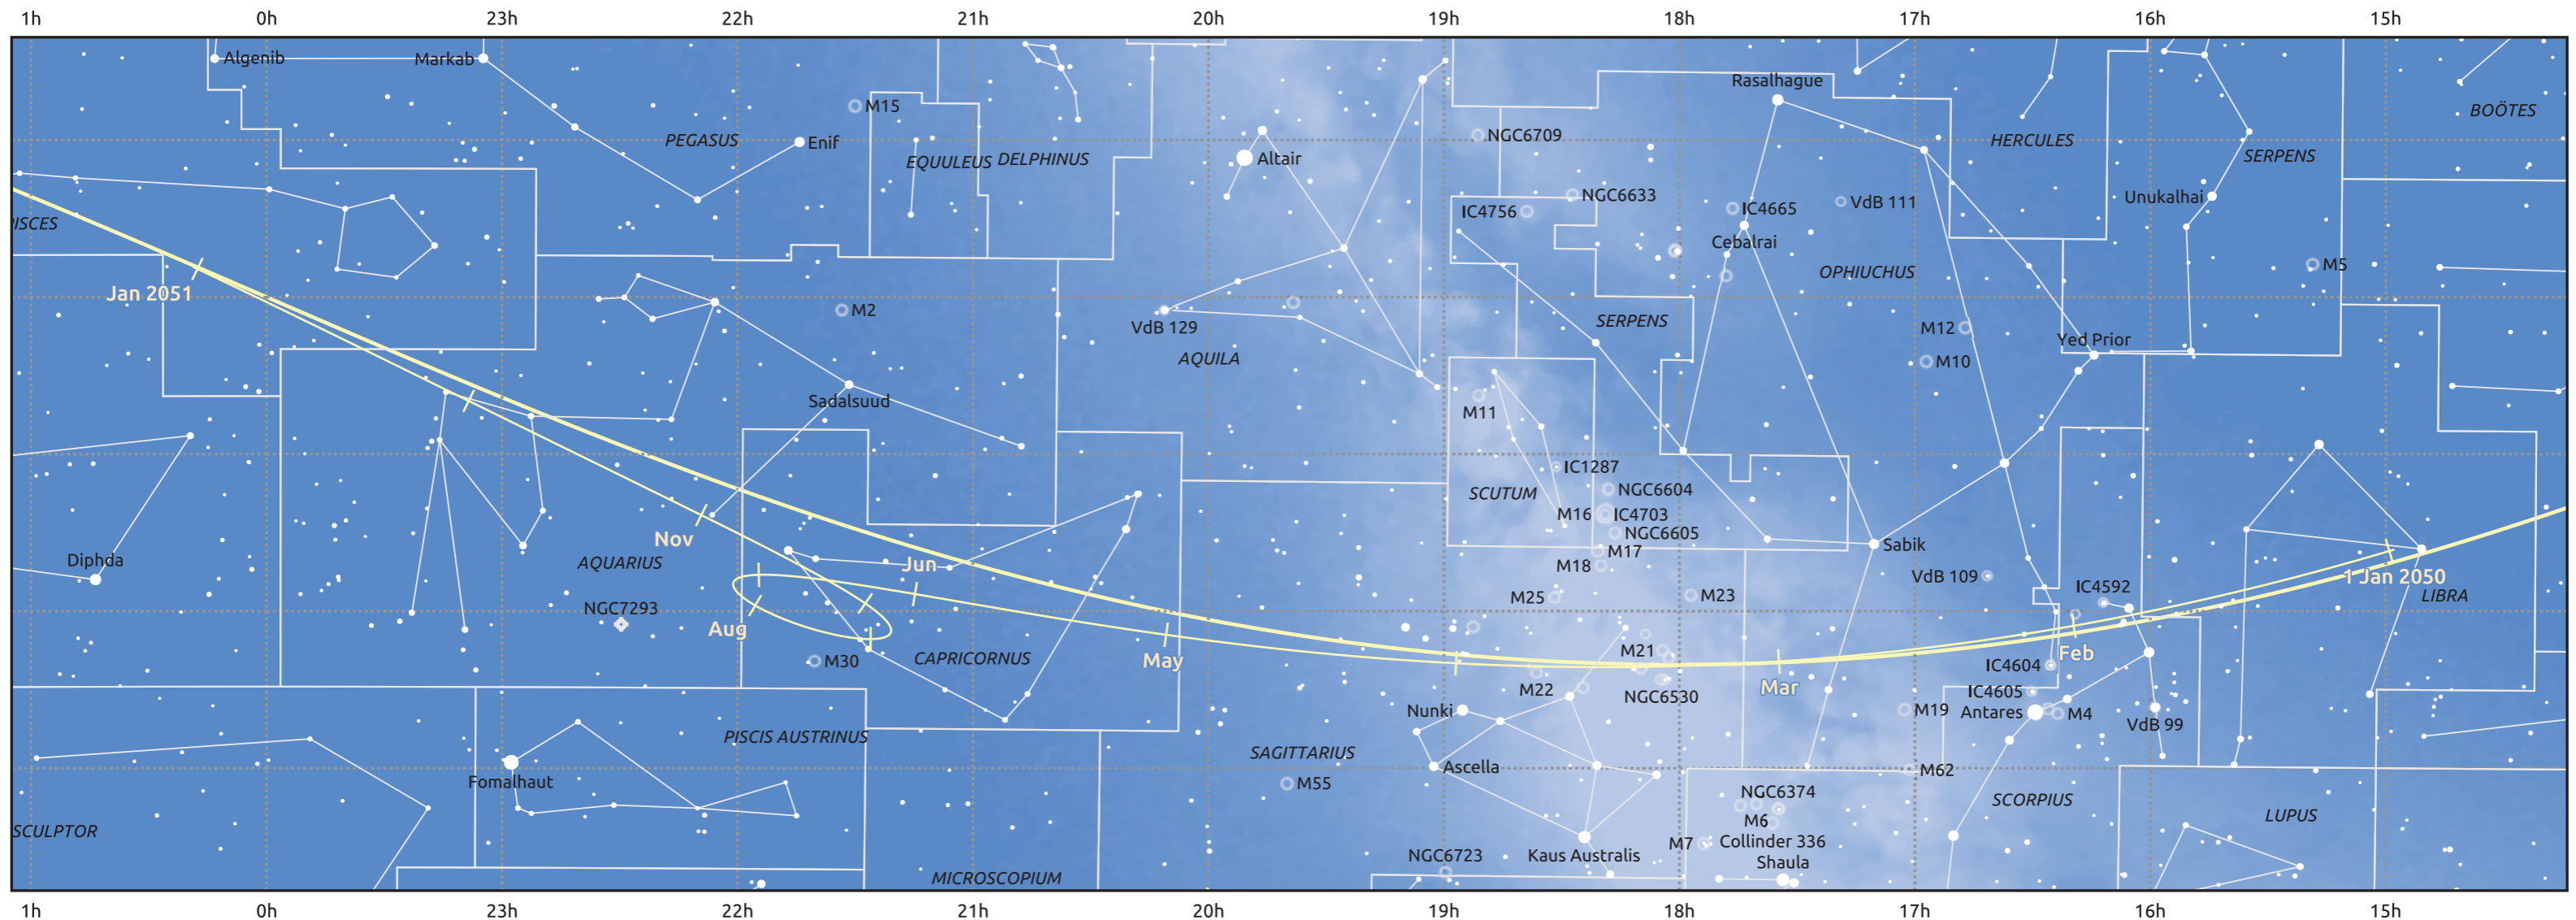 1h 0h 23h 22h 21h 20h 19h 18h 17h 16h 15h
Algenib
Markab
Rasalhague
M15
BOÖTES
NGC6709
PEGASUS
Enif
HERCULES
EQUULEUS
DELPHINUS
Altair
SERPENS
NGC6633
Unukalhai
IC4756
IC4665
VdB 111
ISCES
Cebalrai
M5
OPHIUCHUS
Jan 2051
M2
VdB 129
SERPENS
M12
Yed Prior
AQUILA
M10
Sadalsuud
M11
IC1287
SCUTUM
NGC6604
M16
IC4703
NGC6605
Nov
Sabik
M17
Diphda
AQUARIUS
Jun
M18
VdB 109
1 Jan 2050
IC4592
LIBRA
M25
M23
NGC7293
Aug
M21
Feb
CAPRICORNUS
May
M30
IC4604
M22
Mar
IC4605
NGC6530
Nunki
M19
Antares
M4
VdB 99
PISCIS AUSTRINUS
SAGITTARIUS
Ascella
M62
Fomalhaut
M55
NGC6374
SCORPIUS
LUPUS
M6
SCULPTOR
M7
Collinder 336
NGC6723
Kaus Australis
Shaula
MICROSCOPIUM
1h 0h 23h 22h 21h 20h 19h 18h 17h 16h 15h